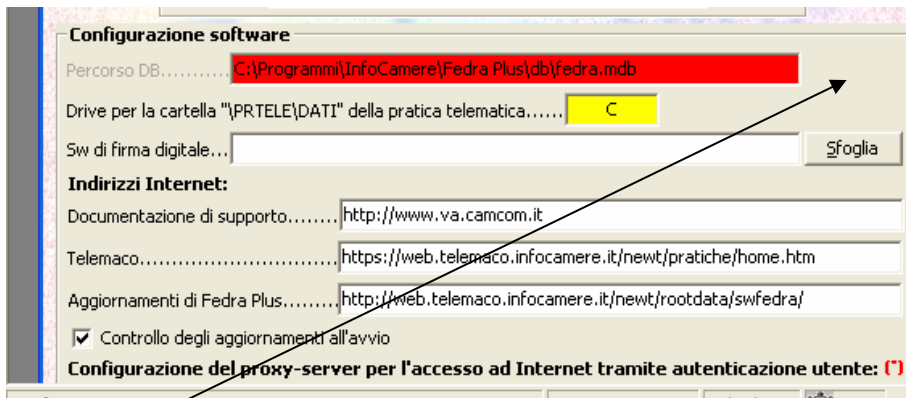 Configurazione software
Percorso DB........... C:\Programmi\InfoCamere\Fedra Plus\db\fedra.mdb
Drive per la cartella "\PRTELE\DATI" della pratica telematica...... C
Sw di firma digitale... Sfoglia
Indirizzi Internet:
Documentazione di supporto........ http://www.va.camcom.it
Telemaco............................... https://web.telemaco.infocamere.it/newt/pratiche/home.htm
Aggiornamenti di Fedra Plus......... http://web.telemaco.infocamere.it/newt/rootdata/swfedra/
Controllo degli aggiornamenti all'avvio
Configurazione del proxy-server per l'accesso ad Internet tramite autenticazione utente: (*)